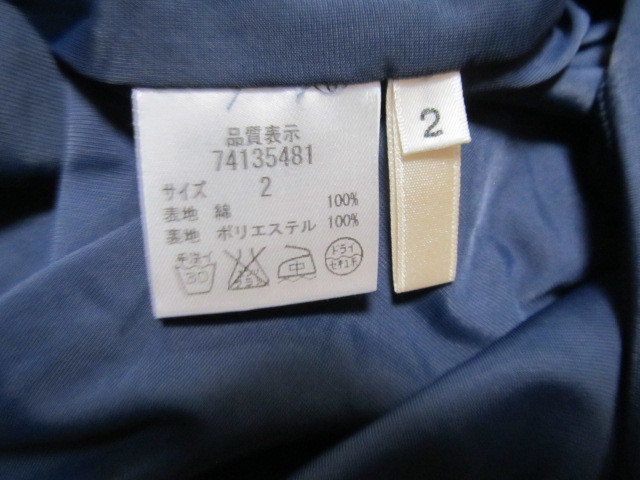 品質表示
74135481
サイズ 2
表地 綿 100%
裏地 ポリエステル 100%
手洗イ 30
中
ドライ
セキユ系
2